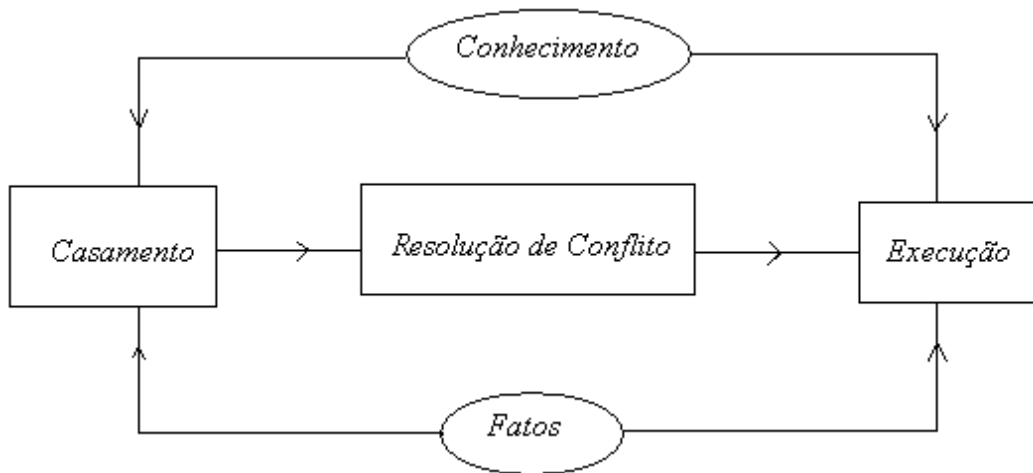 Conhecimento
Casamento
Resolução de Conflito
Execução
Fatos